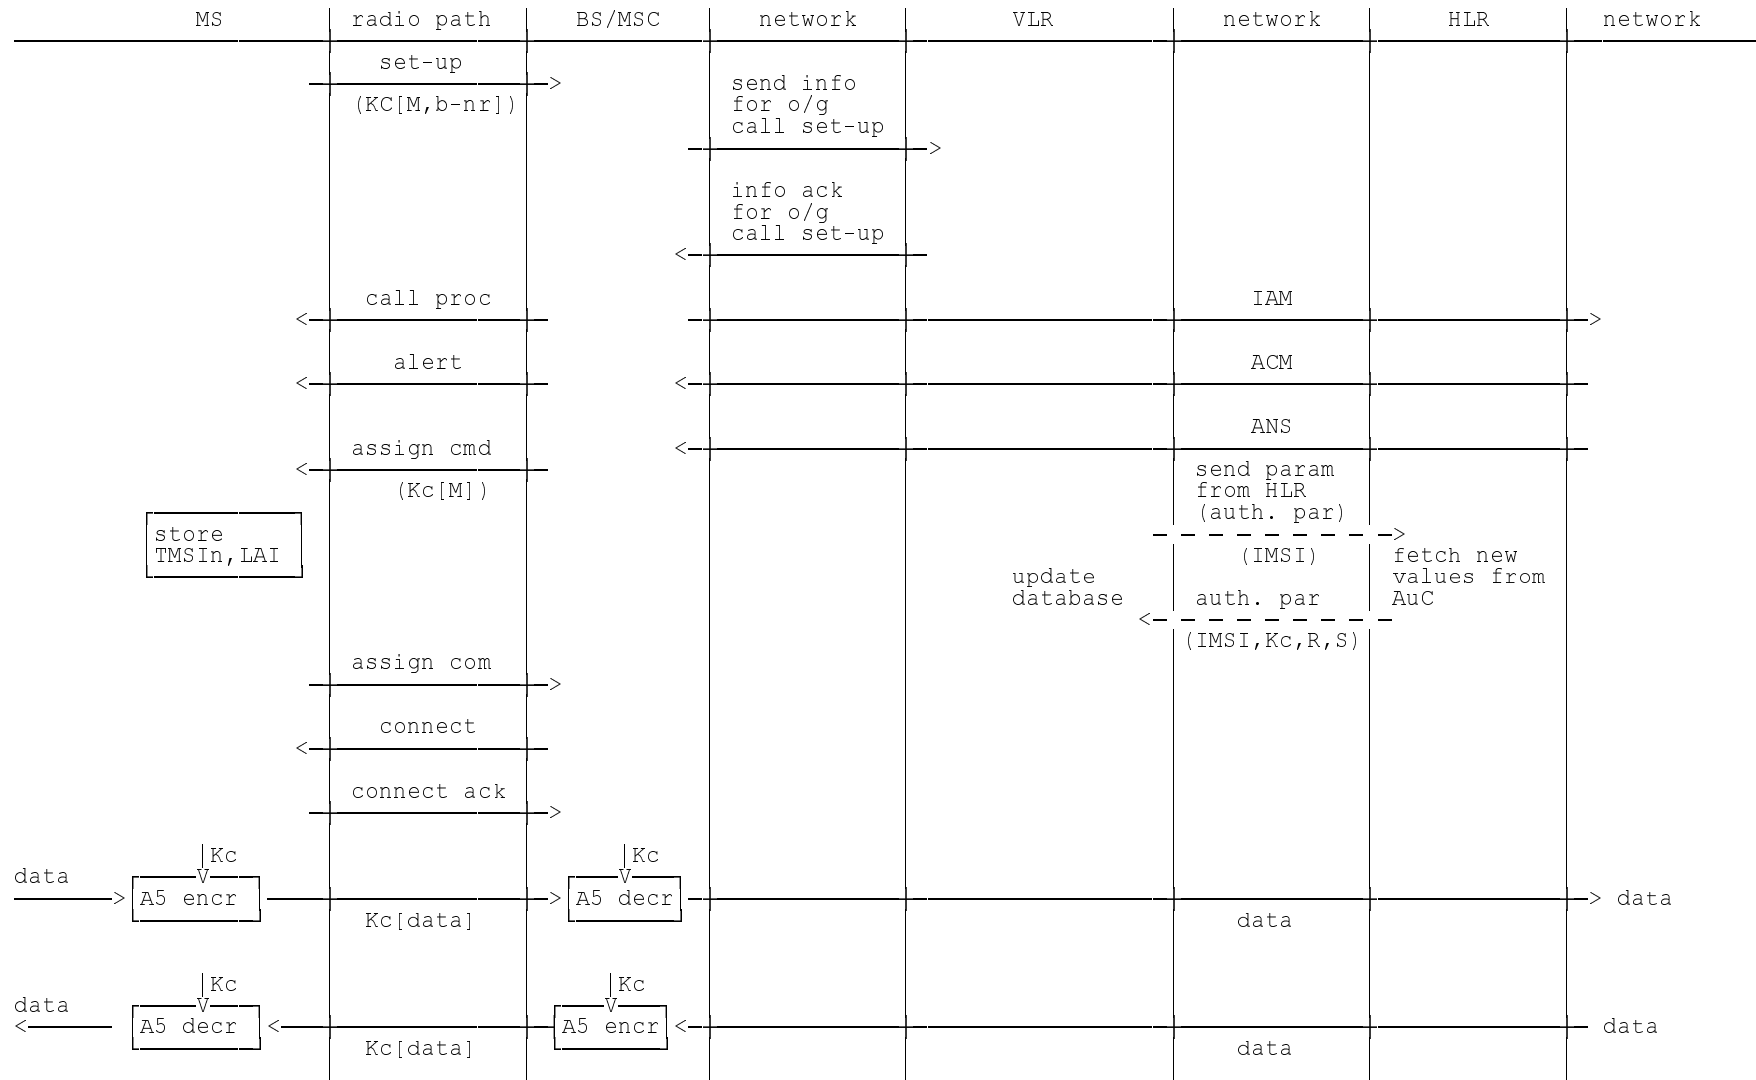 MS radio path BS/MSC network VLR network HLR network
set-up
(KC[M,b-nr])
send info
for o/g
call set-up
info ack
for o/g
call set-up
call proc IAM
alert ACM
ANS
assign cmd
(Kc[M])
send param
from HLR
(auth. par)
store
TMSIn,LAI
(IMSI)
fetch new
values from
AuC
update
database
auth. par
(IMSI,Kc,R,S)
assign com
connect
connect ack
Kc Kc
data
A5 encr A5 decr data
Kc[data] data
Kc Kc
data
A5 decr A5 encr data
Kc[data] data